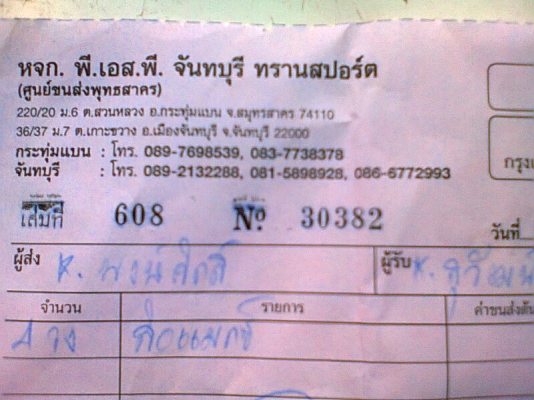 หจก. พี.เอส.พี. จันทบุรี ทรานสปอร์ต
(ศูนย์ขนส่งพุทธสาคร)
220/20 ม.6 ต.สวนหลวง อ.กระทุ่มแบน จ.สมุทรสาคร 74110
36/37 ม.7 ต.เกาะขวาง อ.เมืองจันทบุรี จ.จันทบุรี 22000
กระทุ่มแบน : โทร. 089-7698539, 083-7738378
จันทบุรี : โทร. 089-2132288, 081-5898928, 086-6772993
กรุงเ
เล่มที่ 608 Nº 30382
วันที่
ผู้ส่ง K. ผู้รับ K.
จำนวน รายการ ค่าขนส่งต้น
4